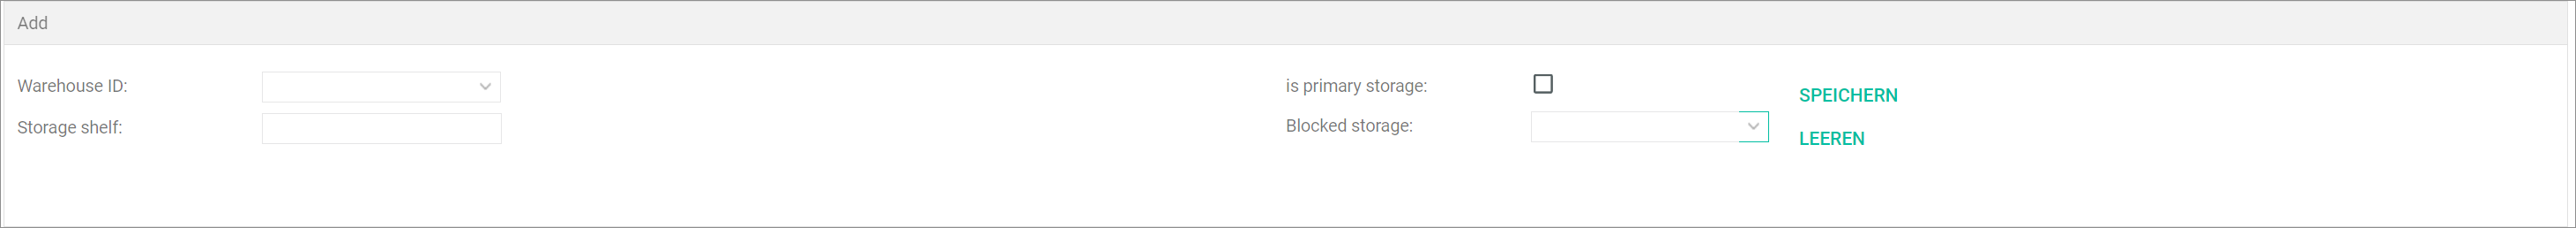 Add
Warehouse ID:
Storage shelf:
is primary storage:
Blocked storage:
SPEICHERN
LEEREN